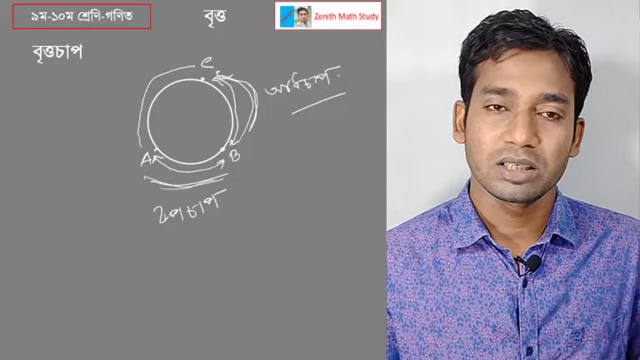 ৯ম-১০ম শ্রেণি-গণিত
বৃত্ত
Zenith Math Study
বৃত্তচাপ
C
অধিচাপ
A
B
উপচাপ